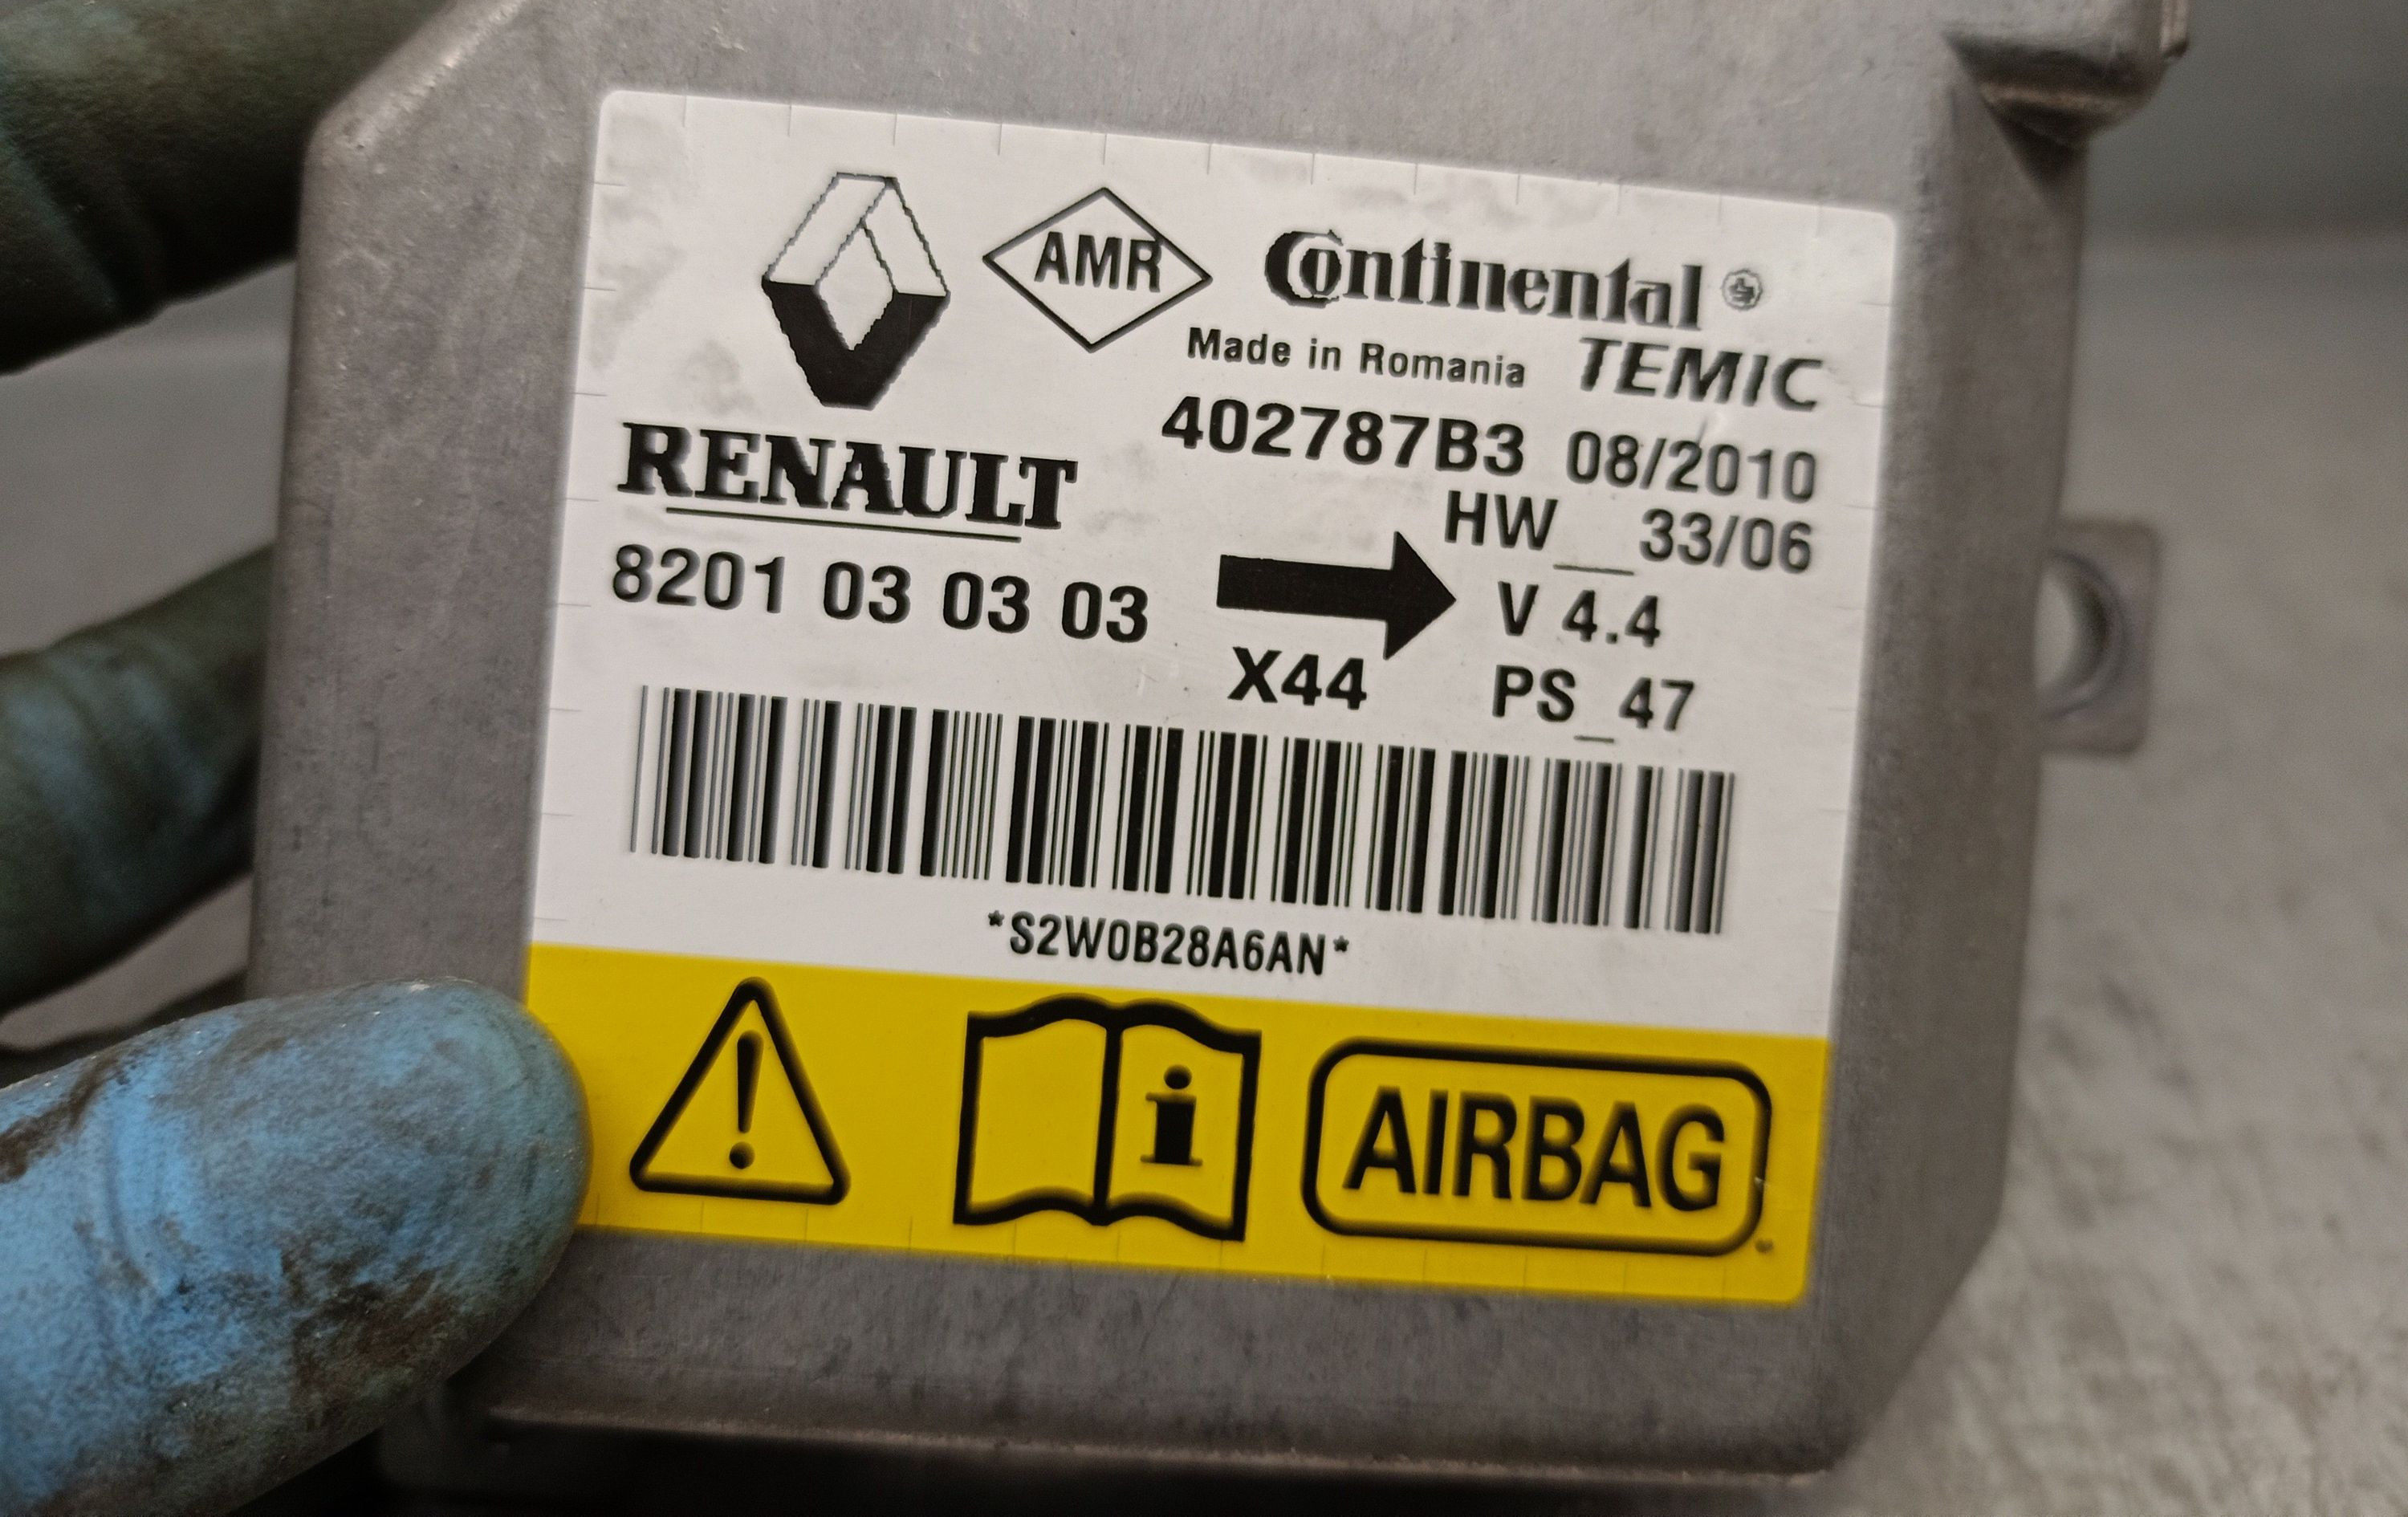 AMR
Continental
Made in Romania TEMIC
RENAULT
402787B3 08/2010
HW__33/06
8201 03 03 03
V 4.4
X44
PS_47
*S2W0B28A6AN*
AIRBAG